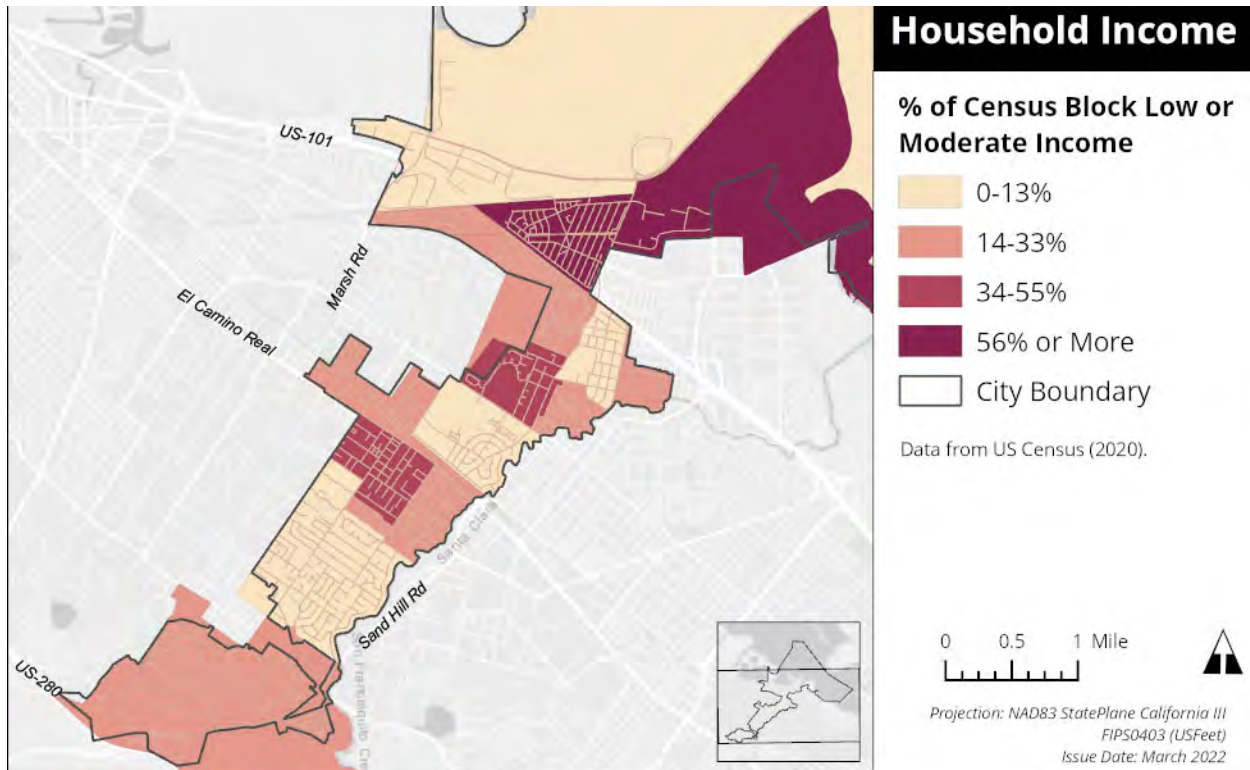 Household Income
% of Census Block Low or
Moderate Income
0-13%
14-33%
34-55%
56% or More
City Boundary
Data from US Census (2020).
0 0.5 1 Mile
Projection: NAD83 StatePlane California III
FIPS0403 (USFeet)
Issue Date: March 2022
US-101
Marsh Rd
El Camino Real
Santa Clara
Sand Hill Rd
US-280